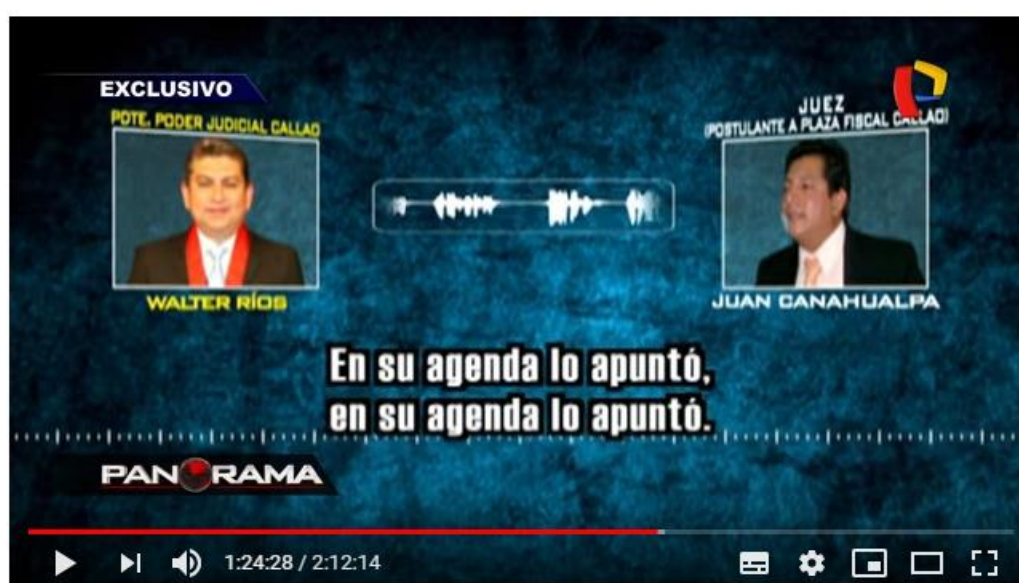 EXCLUSIVO
PDTE. PODER JUDICIAL CALLAO
JUEZ
(POSTULANTE A PLAZA FISCAL CALLAO)
WALTER RÍOS
JUAN CANAHUALPA
En su agenda lo apuntó,
en su agenda lo apuntó.
PANORAMA
1:24:28 / 2:12:14